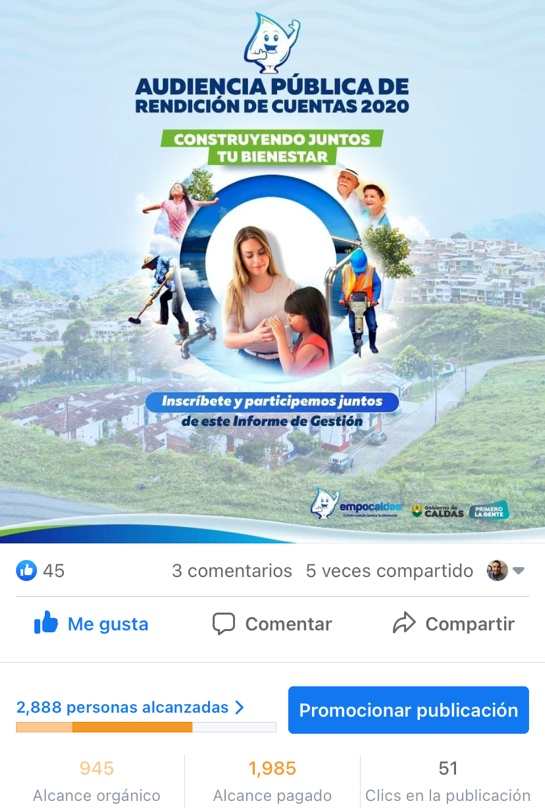 AUDIENCIA PÚBLICA DE
RENDICIÓN DE CUENTAS 2020
CONSTRUYENDO JUNTOS
TU BIENESTAR
Inscríbete y participemos juntos
de este Informe de Gestión
empocaldas
Gobierno de
CALDAS
PRIMERO
LA GENTE
45
3 comentarios
5 veces compartido
Me gusta
Comentar
Compartir
2,888 personas alcanzadas
Promocionar publicación
945
Alcance orgánico
1,985
Alcance pagado
51
Clics en la publicación